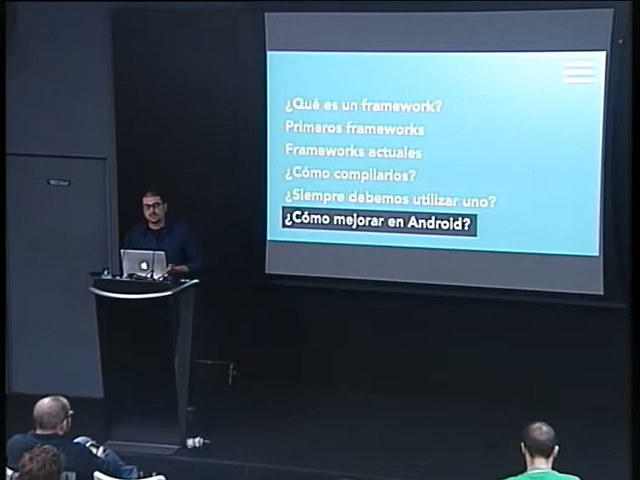 ¿Qué es un framework?
Primeros frameworks
Frameworks actuales
¿Cómo compilarlos?
¿Siempre debemos utilizar uno?
¿Cómo mejorar en Android?